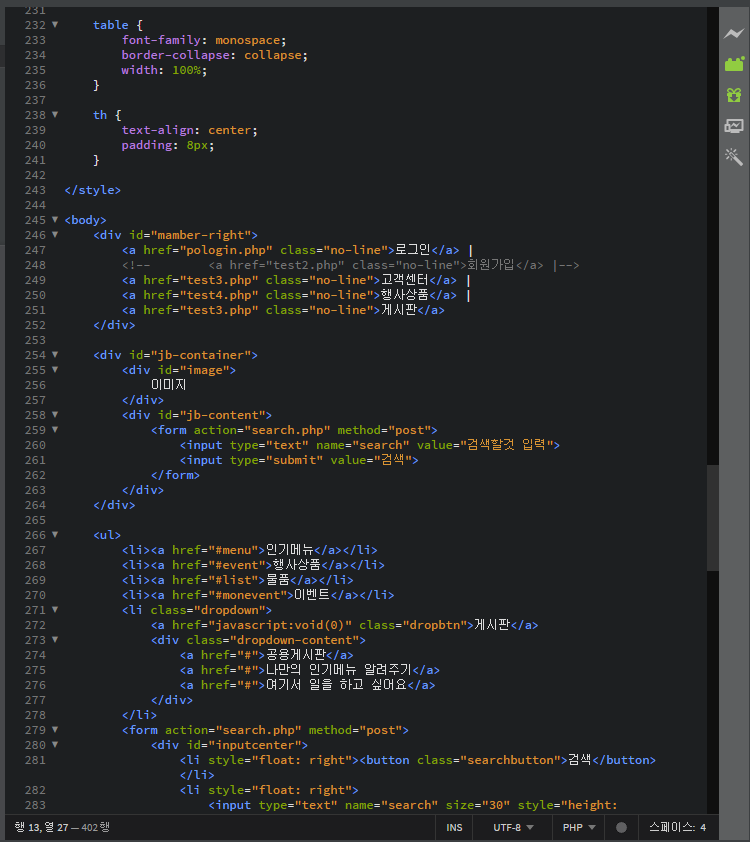 231
232 ▼ table {
233 font-family: monospace;
234 border-collapse: collapse;
235 width: 100%;
236 }
237
238 ▼ th {
239 text-align: center;
240 padding: 8px;
241 }
242
243 </style>
244
245 ▼ <body>
246 ▼ <div id="mamber-right">
247 <a href="pologin.php" class="no-line">로그인</a> |
248 <!-- <a href="test2.php" class="no-line">회원가입</a> |-->
249 <a href="test3.php" class="no-line">고객센터</a> |
250 <a href="test4.php" class="no-line">행사상품</a> |
251 <a href="test3.php" class="no-line">게시판</a>
252 </div>
253
254 ▼ <div id="jb-container">
255 ▼ <div id="image">
256 이미지
257 </div>
258 ▼ <div id="jb-content">
259 ▼ <form action="search.php" method="post">
260 <input type="text" name="search" value="검색할것 입력">
261 <input type="submit" value="검색">
262 </form>
263 </div>
264 </div>
265
266 ▼ <ul>
267 <li><a href="#menu">인기메뉴</a></li>
268 <li><a href="#event">행사상품</a></li>
269 <li><a href="#list">물품</a></li>
270 <li><a href="#monevent">이벤트</a></li>
271 ▼ <li class="dropdown">
272 <a href="javascript:void(0)" class="dropbtn">게시판</a>
273 ▼ <div class="dropdown-content">
274 <a href="#">공용게시판</a>
275 <a href="#">나만의 인기메뉴 알려주기</a>
276 <a href="#">여기서 일을 하고 싶어요</a>
277 </div>
278 </li>
279 ▼ <form action="search.php" method="post">
280 ▼ <div id="inputcenter">
281 <li style="float: right"><button class="searchbutton">검색</button>
</li>
282 <li style="float: right">
283 <input type="text" name="search" size="30" style="height:
행 13, 열 27 — 402 행 INS UTF-8 ▼ PHP ▼ 스페이스: 4